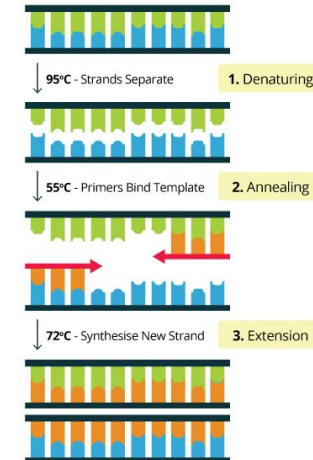 95ºC - Strands Separate
1. Denaturing
55ºC - Primers Bind Template
2. Annealing
72ºC - Synthesise New Strand
3. Extension